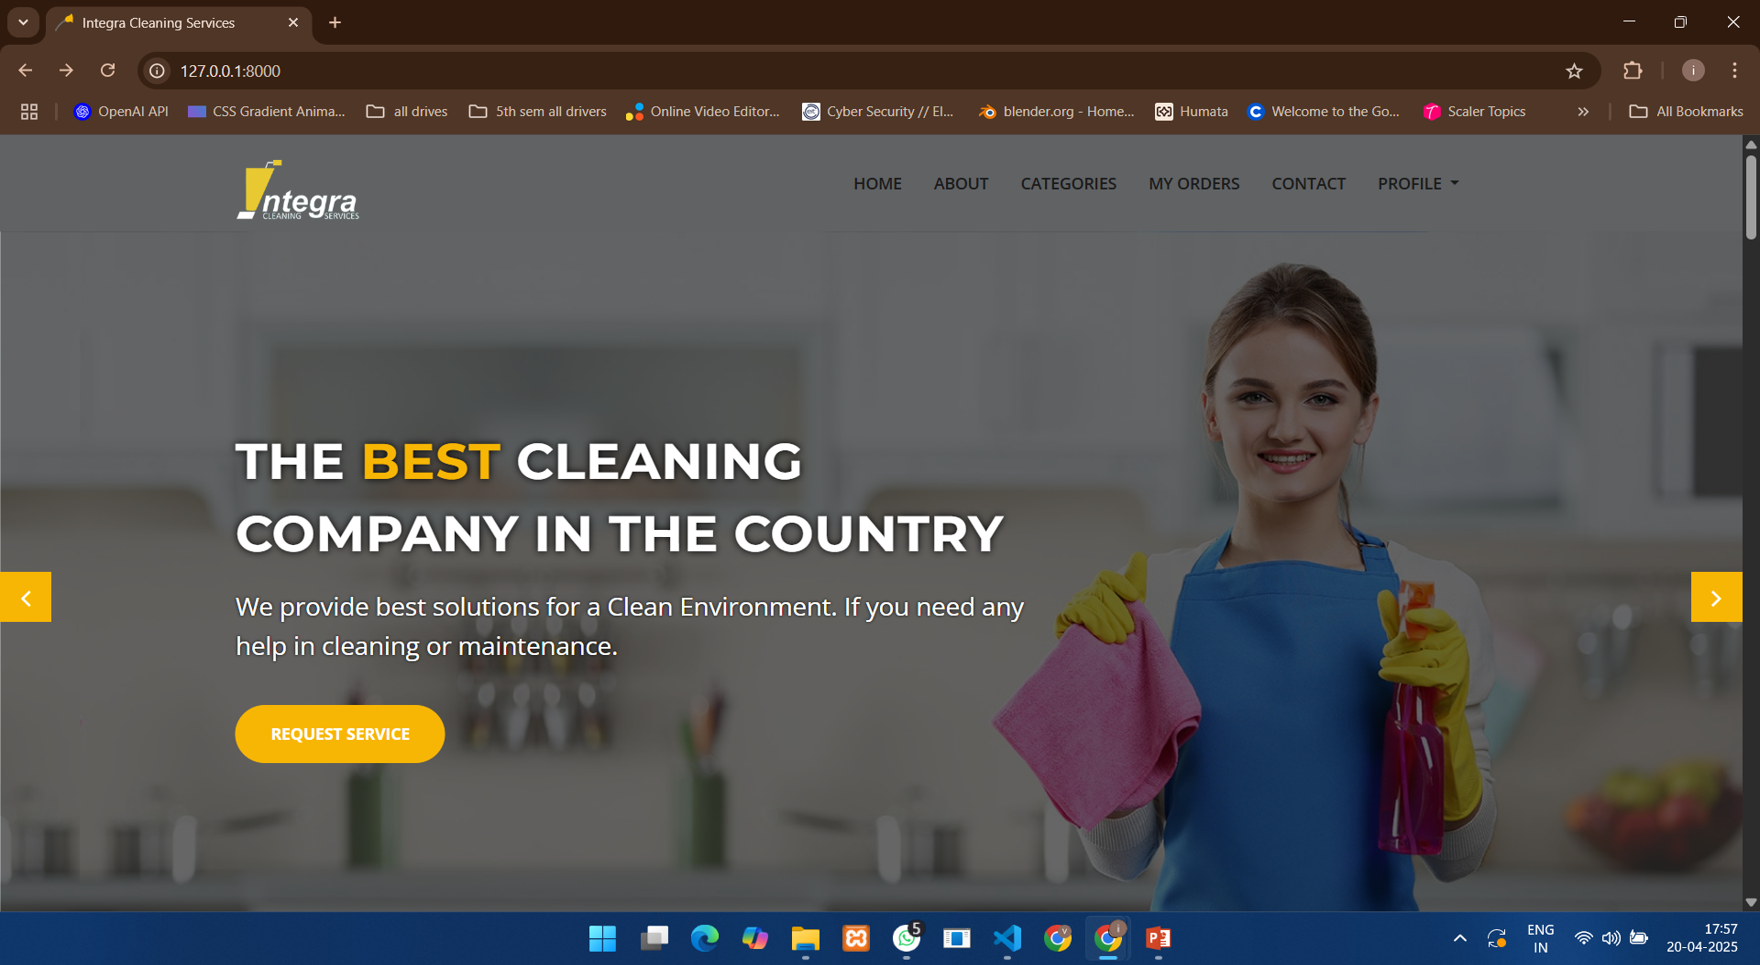 Integra Cleaning Services
127.0.0.1:8000
i
OpenAI API
CSS Gradient Anima...
all drives
5th sem all drivers
Online Video Editor...
Cyber Security // El...
blender.org - Home...
Humata
Welcome to the Go...
Scaler Topics
All Bookmarks
ntegra
CLEANING SERVICES
HOME
ABOUT
CATEGORIES
MY ORDERS
CONTACT
PROFILE
THE BEST CLEANING
COMPANY IN THE COUNTRY
We provide best solutions for a Clean Environment. If you need any
help in cleaning or maintenance.
REQUEST SERVICE
5
ENG
IN
17:57
20-04-2025